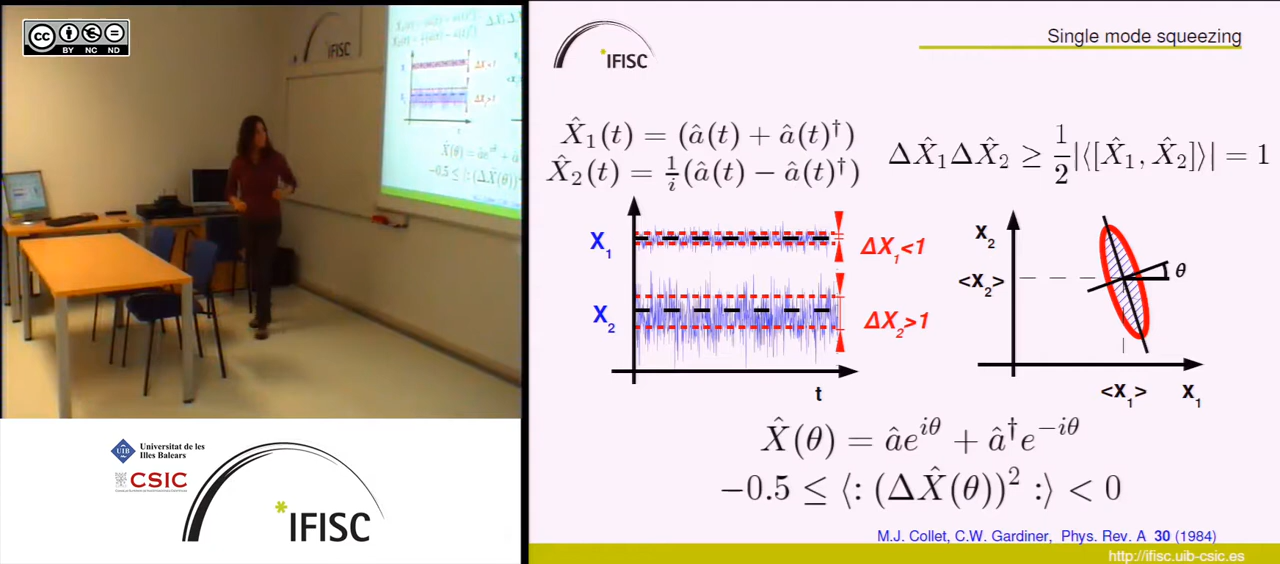 cc
BY NC ND
IFISC
Single mode squeezing
X̂₁(t) = (â(t) + â(t)†)
X̂₂(t) = 1/i (â(t) − â(t)†)
ΔX̂₁ΔX̂₂ ≥ 1/2 |⟨[X̂₁, X̂₂]⟩| = 1
X₁
ΔX₁<1
X₂
ΔX₂>1
t
X₂
<X₂>
θ
<X₁>
X₁
X̂(θ) = âe^{iθ} + â†e^{−iθ}
−0.5 ≤ ⟨: (ΔX̂(θ))² :⟩ < 0
M.J. Collet, C.W. Gardiner, Phys. Rev. A 30 (1984)
http://ifisc.uib-csic.es
UIB
Universitat de les
Illes Balears
CSIC
IFISC